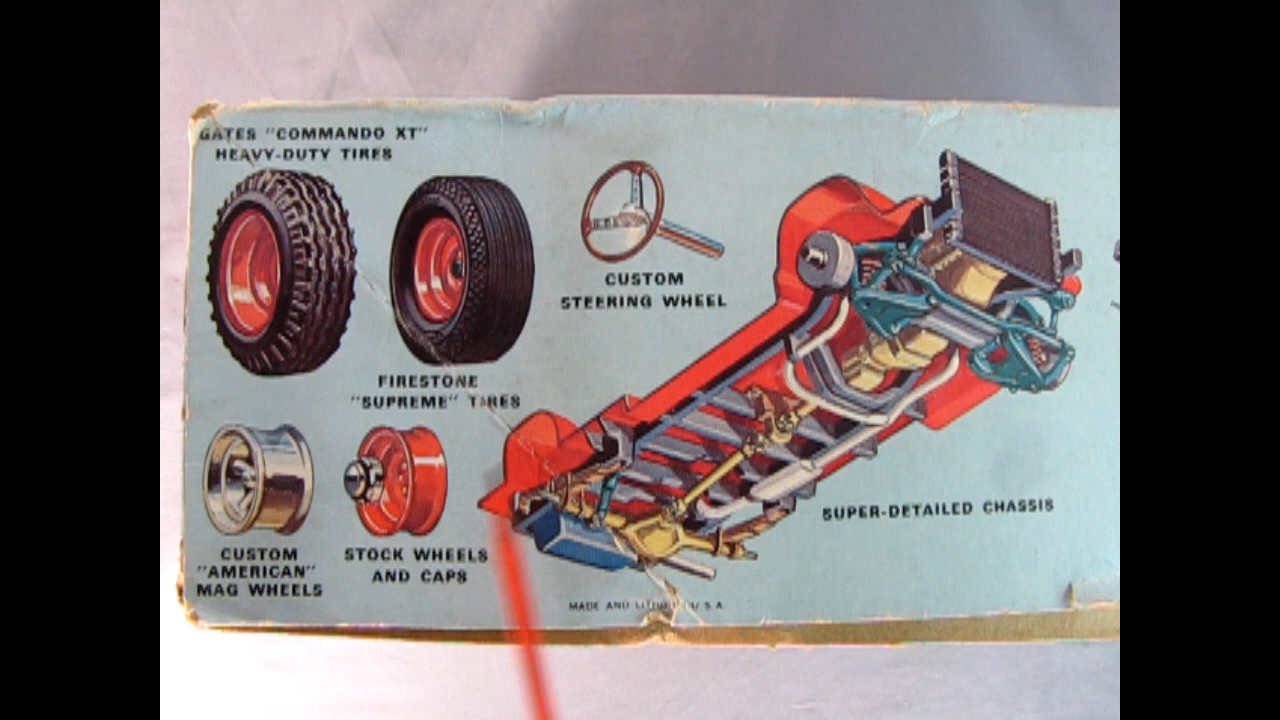 GATES "COMMANDO XT"
HEAVY-DUTY TIRES
CUSTOM
STEERING WHEEL
FIRESTONE
"SUPREME" TIRES
SUPER-DETAILED CHASSIS
CUSTOM
"AMERICAN"
MAG WHEELS
STOCK WHEELS
AND CAPS
MADE AND U.S.A.